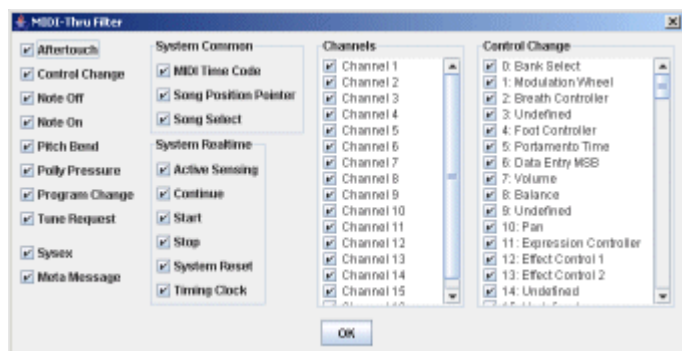 MIDI-Thru Filter
Aftertouch
Control Change
Note Off
Note On
Pitch Bend
Polly Pressure
Program Change
Tune Request
Sysex
Meta Message
System Common
MIDI Time Code
Song Position Pointer
Song Select
System Realtime
Active Sensing
Continue
Start
Stop
System Reset
Timing Clock
Channels
Channel 1
Channel 2
Channel 3
Channel 4
Channel 5
Channel 6
Channel 7
Channel 8
Channel 9
Channel 10
Channel 11
Channel 12
Channel 13
Channel 14
Channel 15
Control Change
0: Bank Select
1: Modulation Wheel
2: Breath Controller
3: Undefined
4: Foot Controller
5: Portamento Time
6: Data Entry MSB
7: Volume
8: Balance
9: Undefined
10: Pan
11: Expression Controller
12: Effect Control 1
13: Effect Control 2
14: Undefined
OK